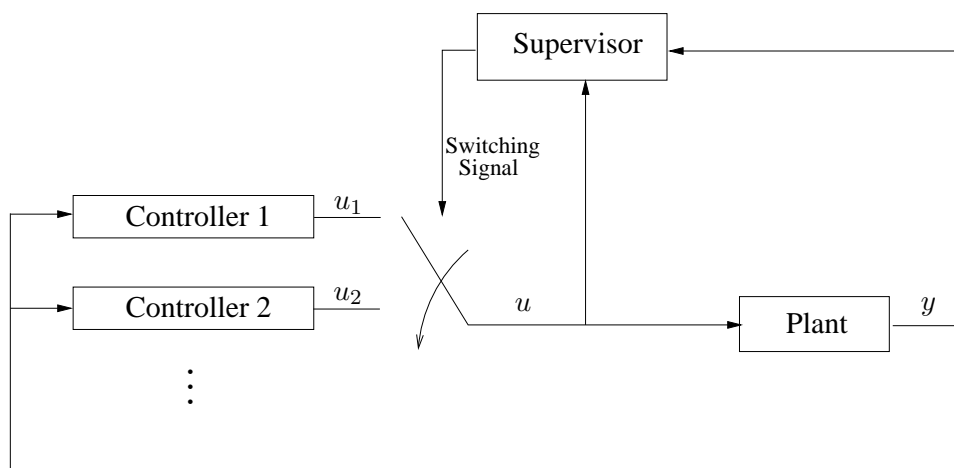 Supervisor
Switching
Signal
Controller 1
u₁
Controller 2
u₂
u
Plant
y